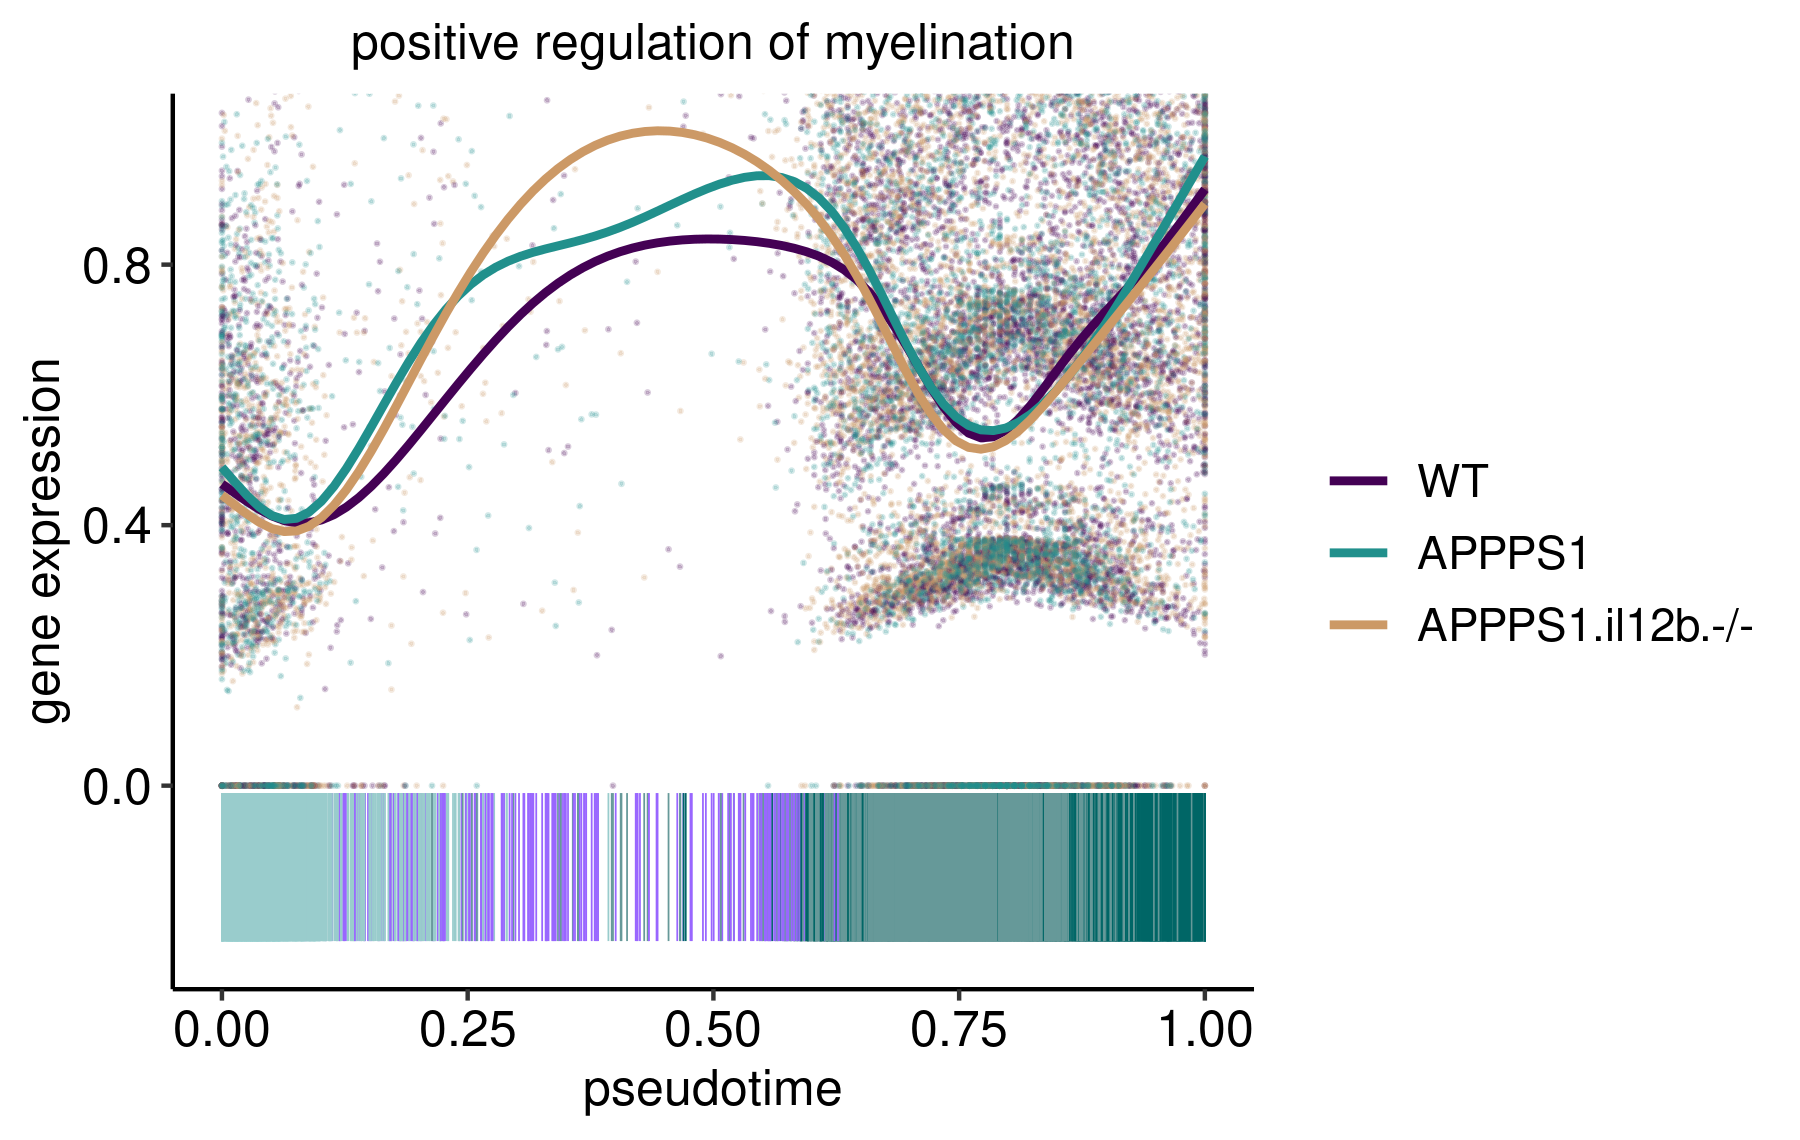 positive regulation of myelination
gene expression
0.8
0.4
0.0
0.00 0.25 0.50 0.75 1.00
pseudotime
WT
APPPS1
APPPS1.il12b.-/-